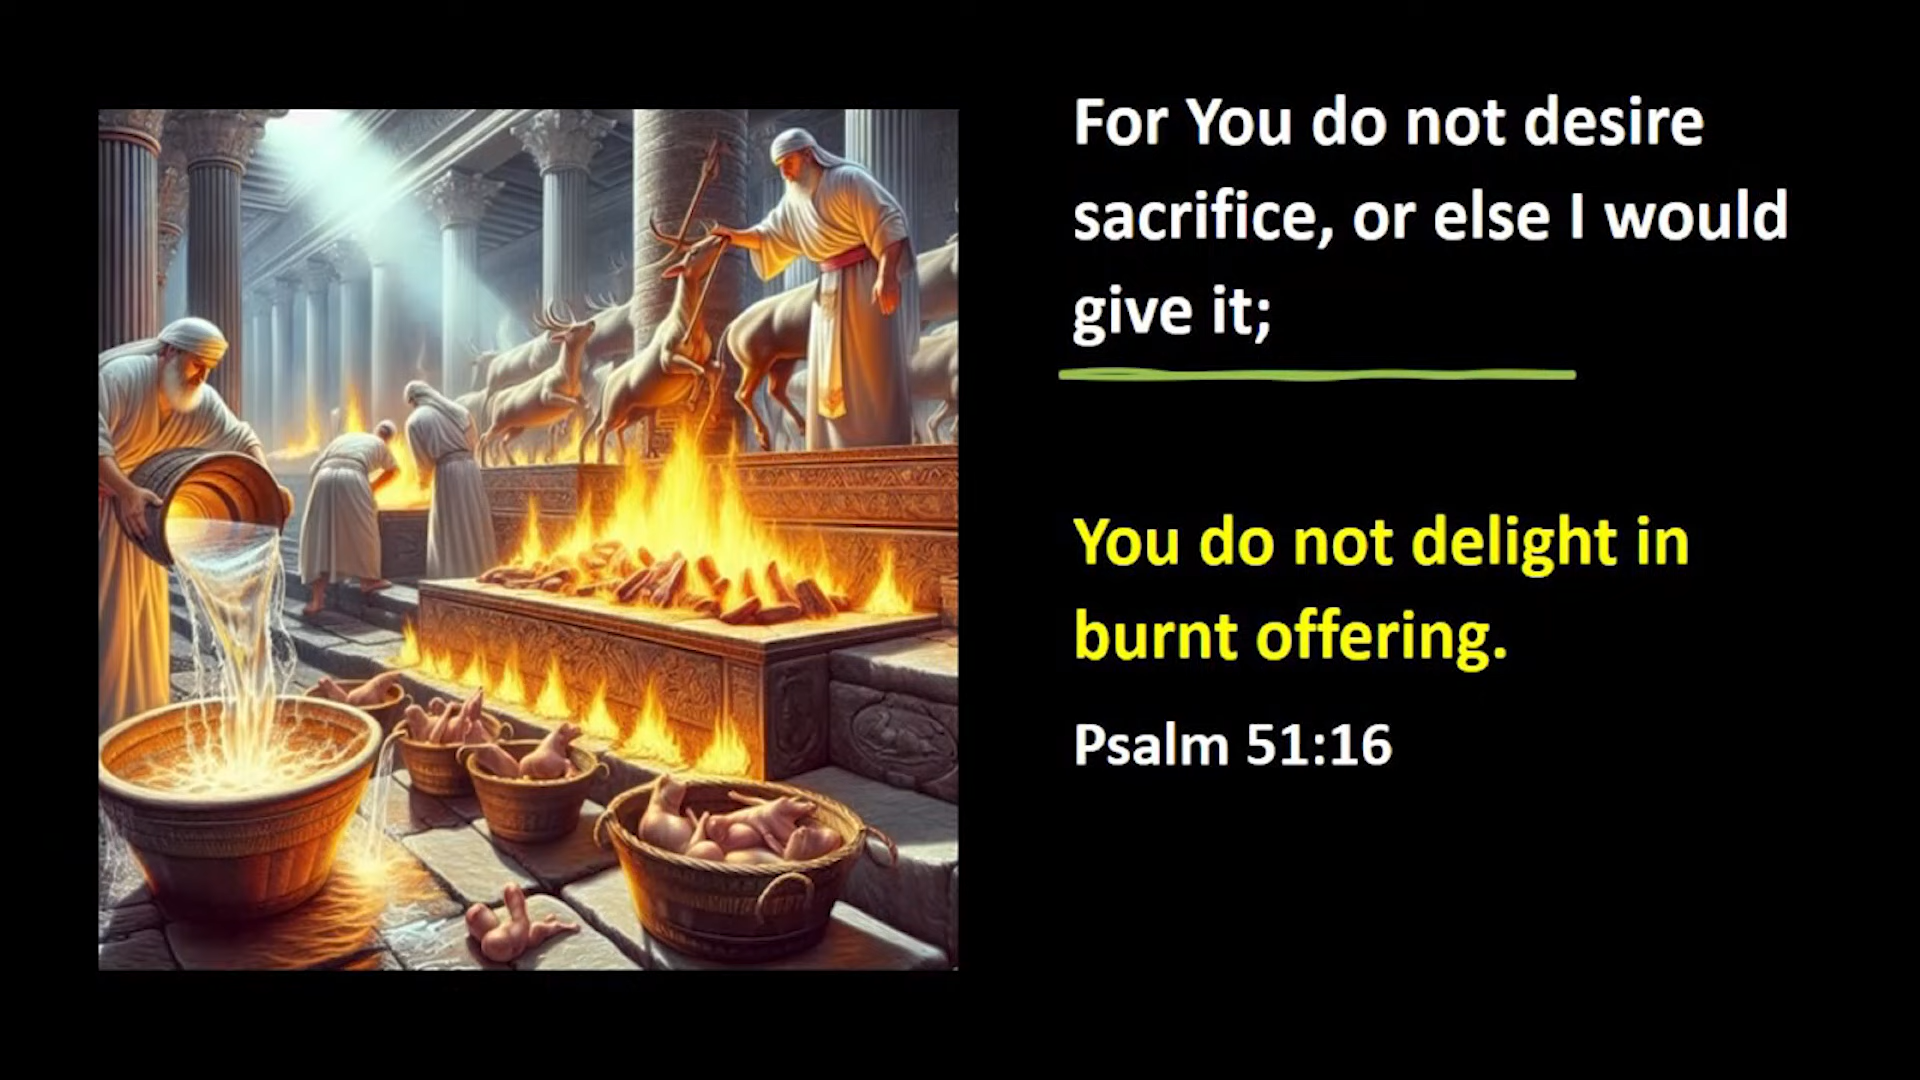 For You do not desire
sacrifice, or else I would
give it;
You do not delight in
burnt offering.
Psalm 51:16